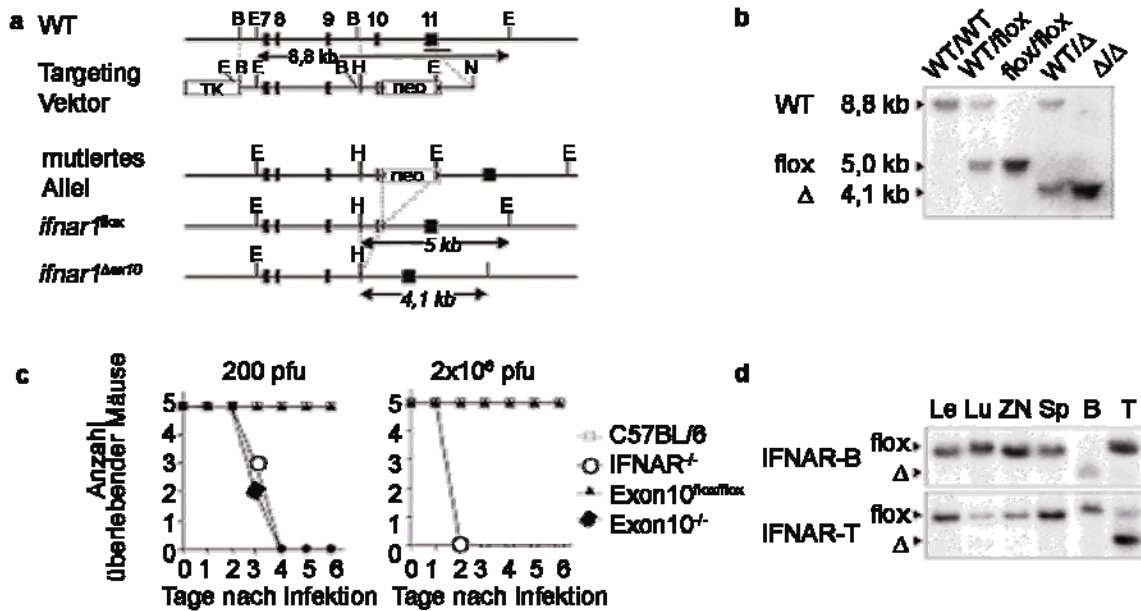 a
WT
B E 7 8 9 B 10 11 E
8,8 kb
Targeting
Vektor
E B E B H E N
TK neo
mutiertes
Allel
E H E E
neo
ifnar1flox
E H E
5 kb
ifnar1Δex10
E H
4,1 kb
b
WT/WT WT/flox flox/flox WT/Δ Δ/Δ
WT 8,8 kb
flox 5,0 kb
Δ 4,1 kb
c
200 pfu 2x10⁶ pfu
Anzahl
überlebender Mäuse
5 5
4 4
3 3
2 2
1 1
0 0
0 1 2 3 4 5 6 0 1 2 3 4 5 6
Tage nach Infektion Tage nach Infektion
C57BL/6
IFNAR-/-
Exon10flox/flox
Exon10-/-
d
Le Lu ZN Sp B T
IFNAR-B flox
Δ
IFNAR-T flox
Δ